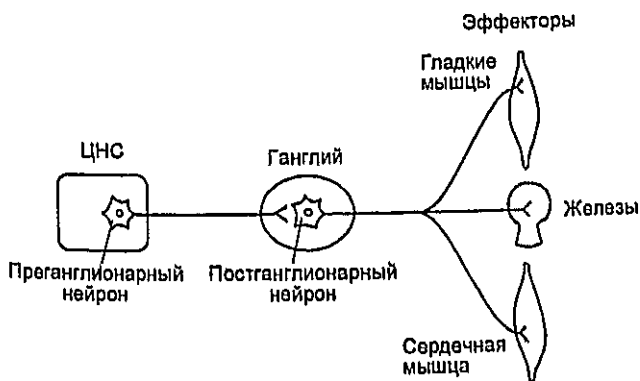 Эффекторы
Гладкие
мышцы
ЦНС
Ганглий
Железы
Преганглионарный
нейрон
Постганглионарный
нейрон
Сердечная
мышца